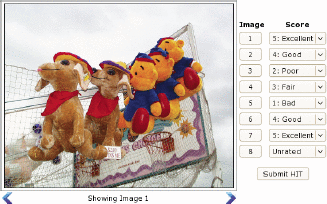 Image Score
1 5: Excellent
2 4: Good
3 2: Poor
4 3: Fair
5 1: Bad
6 4: Good
7 5: Excellent
8 Unrated
Submit HIT
Showing Image 1